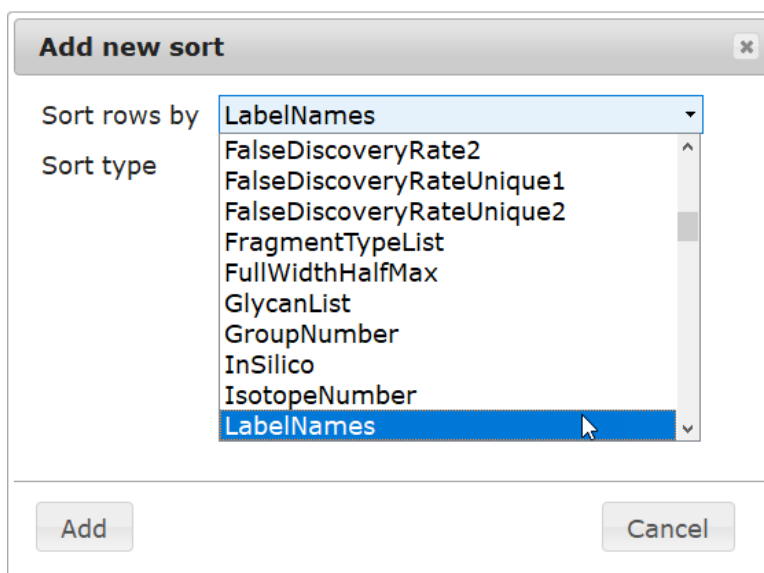 Add new sort
Sort rows by LabelNames
Sort type
FalseDiscoveryRate2
FalseDiscoveryRateUnique1
FalseDiscoveryRateUnique2
FragmentTypeList
FullWidthHalfMax
GlycanList
GroupNumber
InSilico
IsotopeNumber
LabelNames
Add Cancel